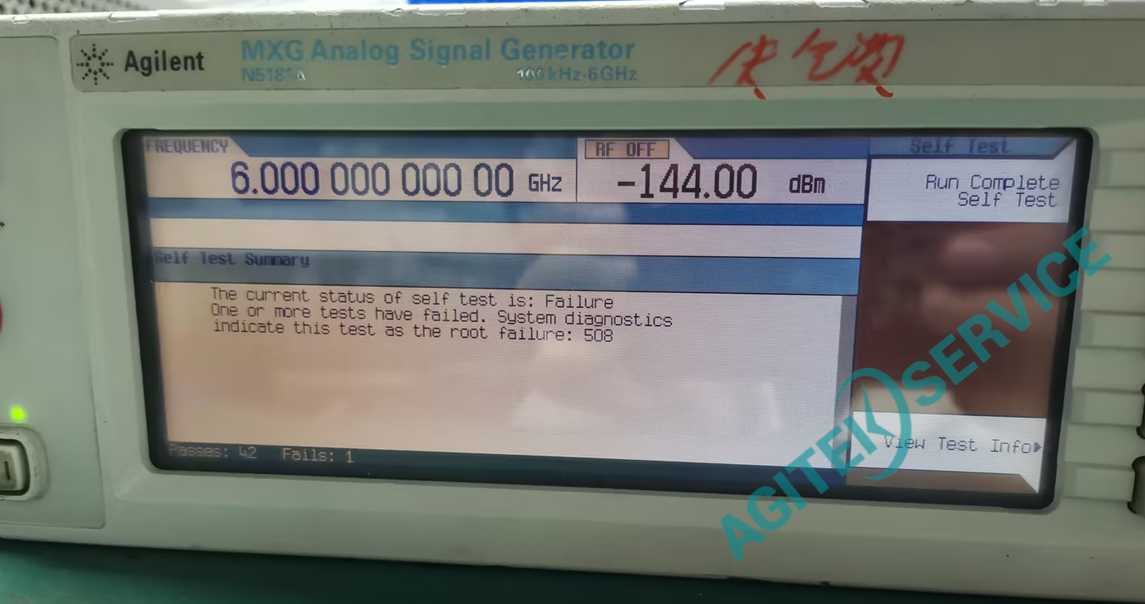 Agilent
MXG Analog Signal Generator
N5181A 100kHz-6GHz
FREQUENCY
6.000 000 000 00 GHz
RF OFF
-144.00 dBm
Self Test
Run Complete
Self Test
Self Test Summary
The current status of self test is: Failure
One or more tests have failed. System diagnostics
indicate this test as the root failure: 508
View Test Info
Passes: 42 Fails: 1
AGITEK SERVICE